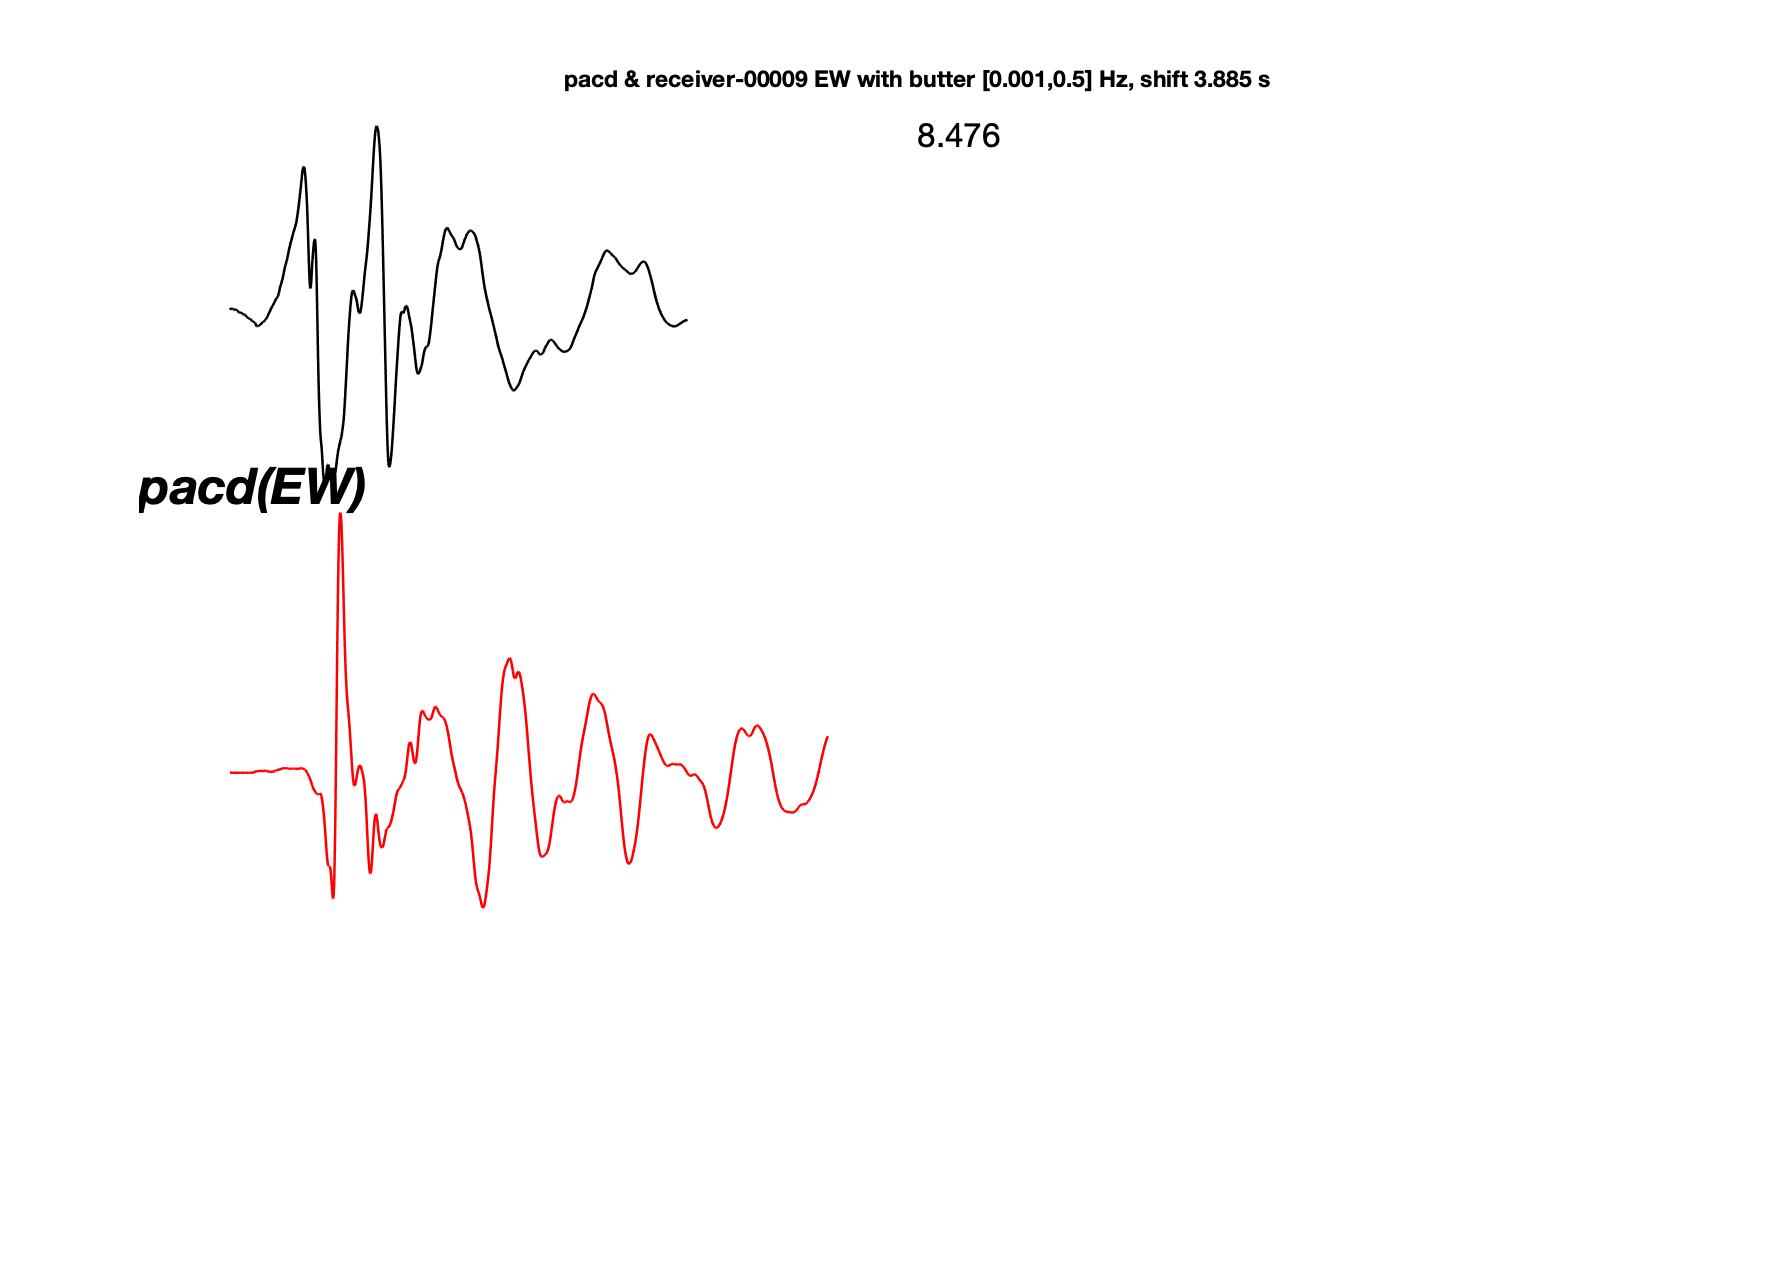 pacd & receiver-00009 EW with butter [0.001,0.5] Hz, shift 3.885 s
8.476
pacd(EW)